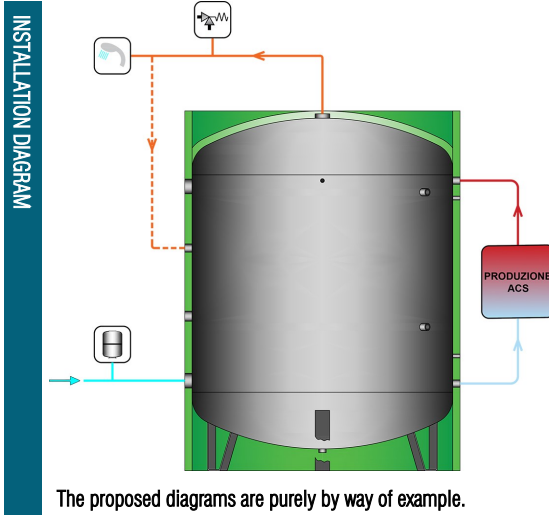 INSTALLATION DIAGRAM
PRODUZIONE
ACS
The proposed diagrams are purely by way of example.